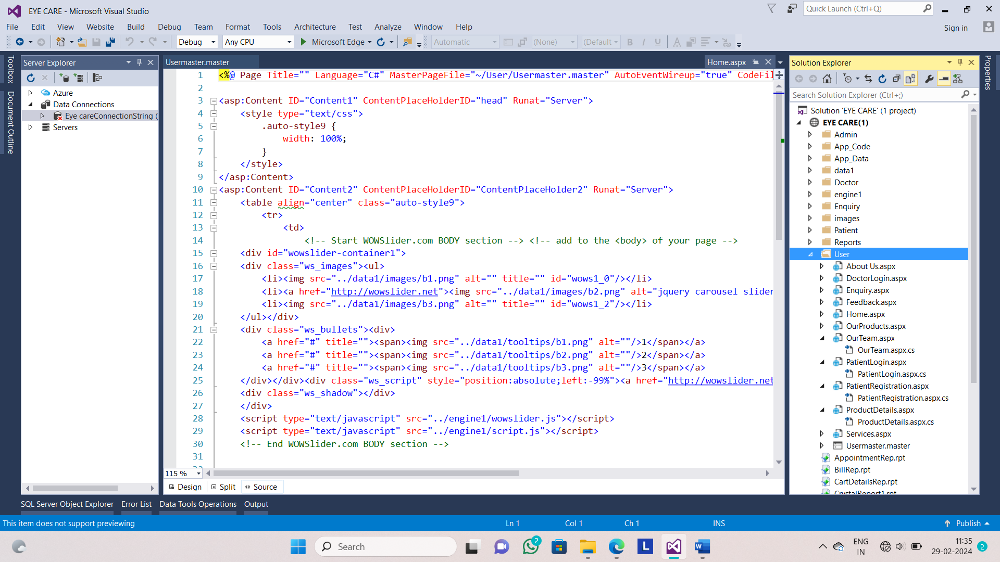 EYE CARE - Microsoft Visual Studio
Quick Launch (Ctrl+Q)
File Edit View Website Build Debug Team Format Tools Architecture Test Analyze Window Help
Sign in
Debug Any CPU Microsoft Edge Automatic (None) (Default B I U A
Toolbox
Document Outline
Server Explorer
Azure
Data Connections
Eye careConnectionString (
Servers
Usermaster.master
Home.aspx
1 <%@ Page Title="" Language="C#" MasterPageFile="~/User/Usermaster.master" AutoEventWireup="true" CodeFil
2
3 <asp:Content ID="Content1" ContentPlaceHolderID="head" Runat="Server">
4 <style type="text/css">
5 .auto-style9 {
6 width: 100%;
7 }
8 </style>
9 </asp:Content>
10 <asp:Content ID="Content2" ContentPlaceHolderID="ContentPlaceHolder2" Runat="Server">
11 <table align="center" class="auto-style9">
12 <tr>
13 <td>
14 <!-- Start WOWSlider.com BODY section --> <!-- add to the <body> of your page -->
15 <div id="wowslider-container1">
16 <div class="ws_images"><ul>
17 <li><img src="../data1/images/b1.png" alt="" title="" id="wows1_0"/></li>
18 <li><a href="http://wowslider.net"><img src="../data1/images/b2.png" alt="jquery carousel slider
19 <li><img src="../data1/images/b3.png" alt="" title="" id="wows1_2"/></li>
20 </ul></div>
21 <div class="ws_bullets"><div>
22 <a href="#" title=""><span><img src="../data1/tooltips/b1.png" alt=""/>1</span></a>
23 <a href="#" title=""><span><img src="../data1/tooltips/b2.png" alt=""/>2</span></a>
24 <a href="#" title=""><span><img src="../data1/tooltips/b3.png" alt=""/>3</span></a>
25 </div></div><div class="ws_script" style="position:absolute;left:-99%"><a href="http://wowslider.net
26 <div class="ws_shadow"></div>
27 </div>
28 <script type="text/javascript" src="../engine1/wowslider.js"></script>
29 <script type="text/javascript" src="../engine1/script.js"></script>
30 <!-- End WOWSlider.com BODY section -->
31
115 %
Design Split Source
Solution Explorer
Search Solution Explorer (Ctrl+;)
Solution 'EYE CARE' (1 project)
EYE CARE(1)
Admin
App_Code
App_Data
data1
Doctor
engine1
Enquiry
images
Patient
Reports
User
About Us.aspx
DoctorLogin.aspx
Enquiry.aspx
Feedback.aspx
Home.aspx
OurProducts.aspx
OurTeam.aspx
OurTeam.aspx.cs
PatientLogin.aspx
PatientLogin.aspx.cs
PatientRegistration.aspx
PatientRegistration.aspx.cs
ProductDetails.aspx
ProductDetails.aspx.cs
Services.aspx
Usermaster.master
AppointmentRep.rpt
BillRep.rpt
CartDetailsRep.rpt
CrystalReport1.rpt
Properties
SQL Server Object Explorer Error List Data Tools Operations Output
This item does not support previewing Ln 1 Col 1 Ch 1 INS Publish
Search
2
L
W
ENG
IN
11:35
29-02-2024
2